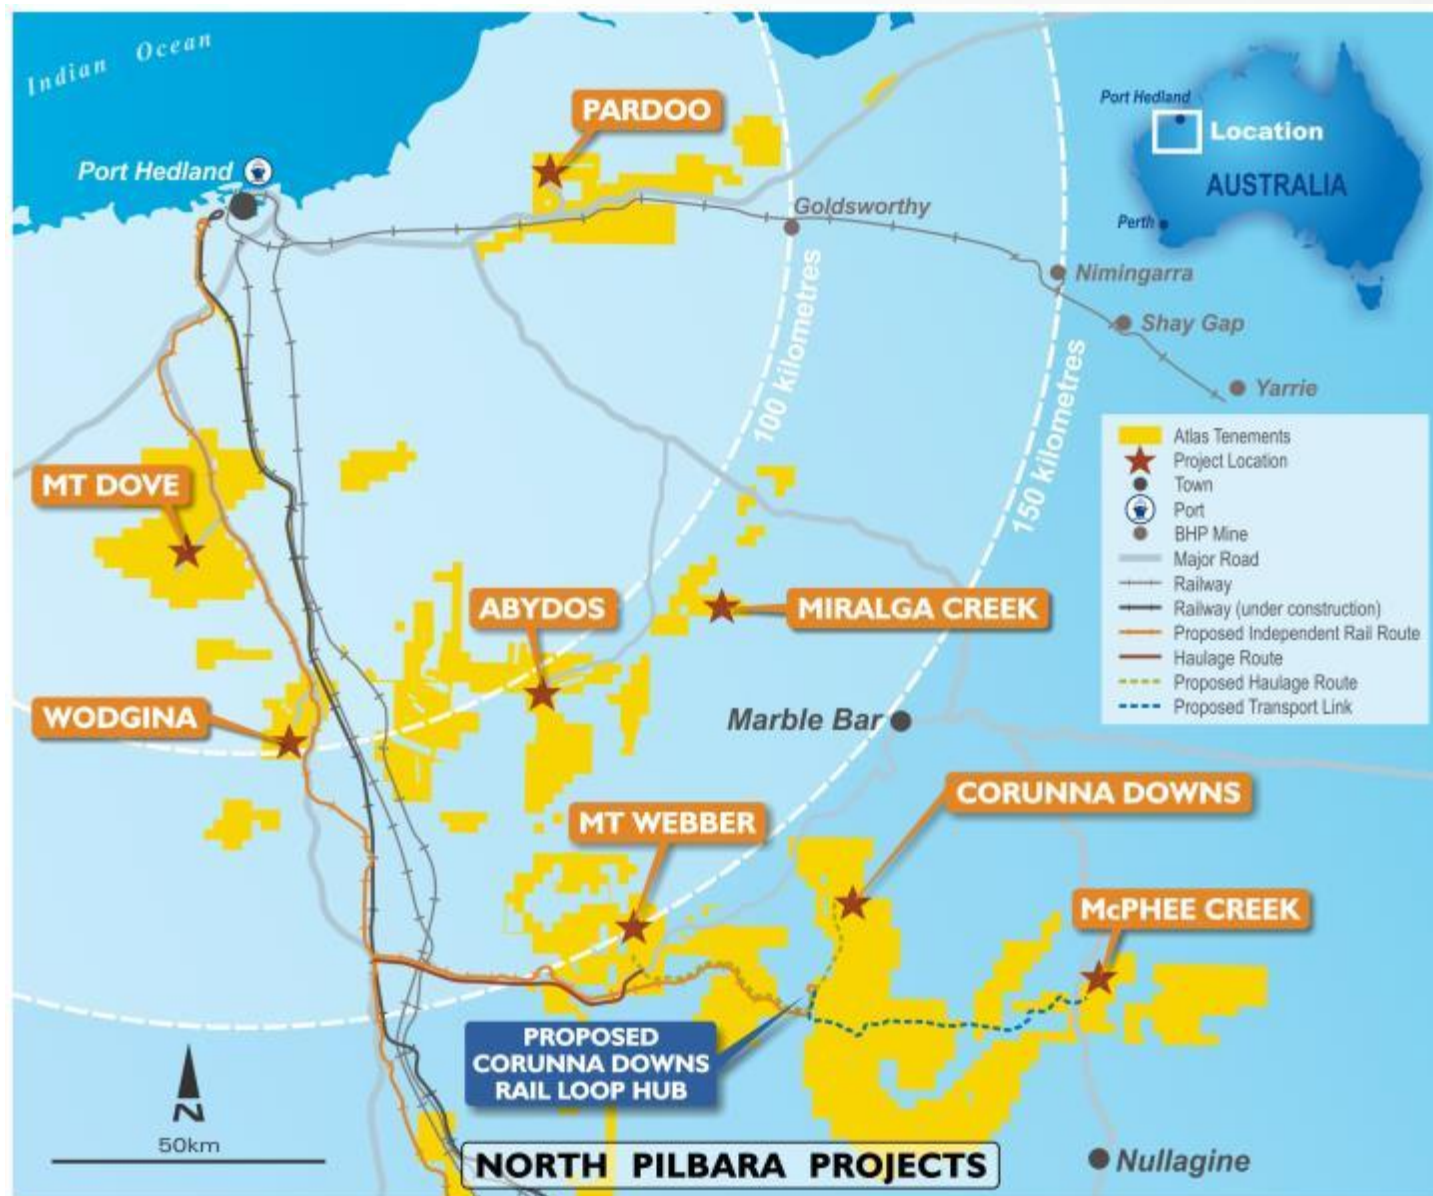 Indian Ocean
PARDOO
Port Hedland
Port Hedland
Location
AUSTRALIA
Perth
Goldsworthy
Nimingarra
Shay Gap
Yarrie
100 kilometres
150 kilometres
Atlas Tenements
Project Location
Town
Port
BHP Mine
Major Road
Railway
Railway (under construction)
Proposed Independent Rail Route
Haulage Route
Proposed Haulage Route
Proposed Transport Link
MT DOVE
ABYDOS
MIRALGA CREEK
WODGINA
Marble Bar
CORUNNA DOWNS
MT WEBBER
McPHEE CREEK
PROPOSED
CORUNNA DOWNS
RAIL LOOP HUB
N
50km
NORTH PILBARA PROJECTS
Nullagine